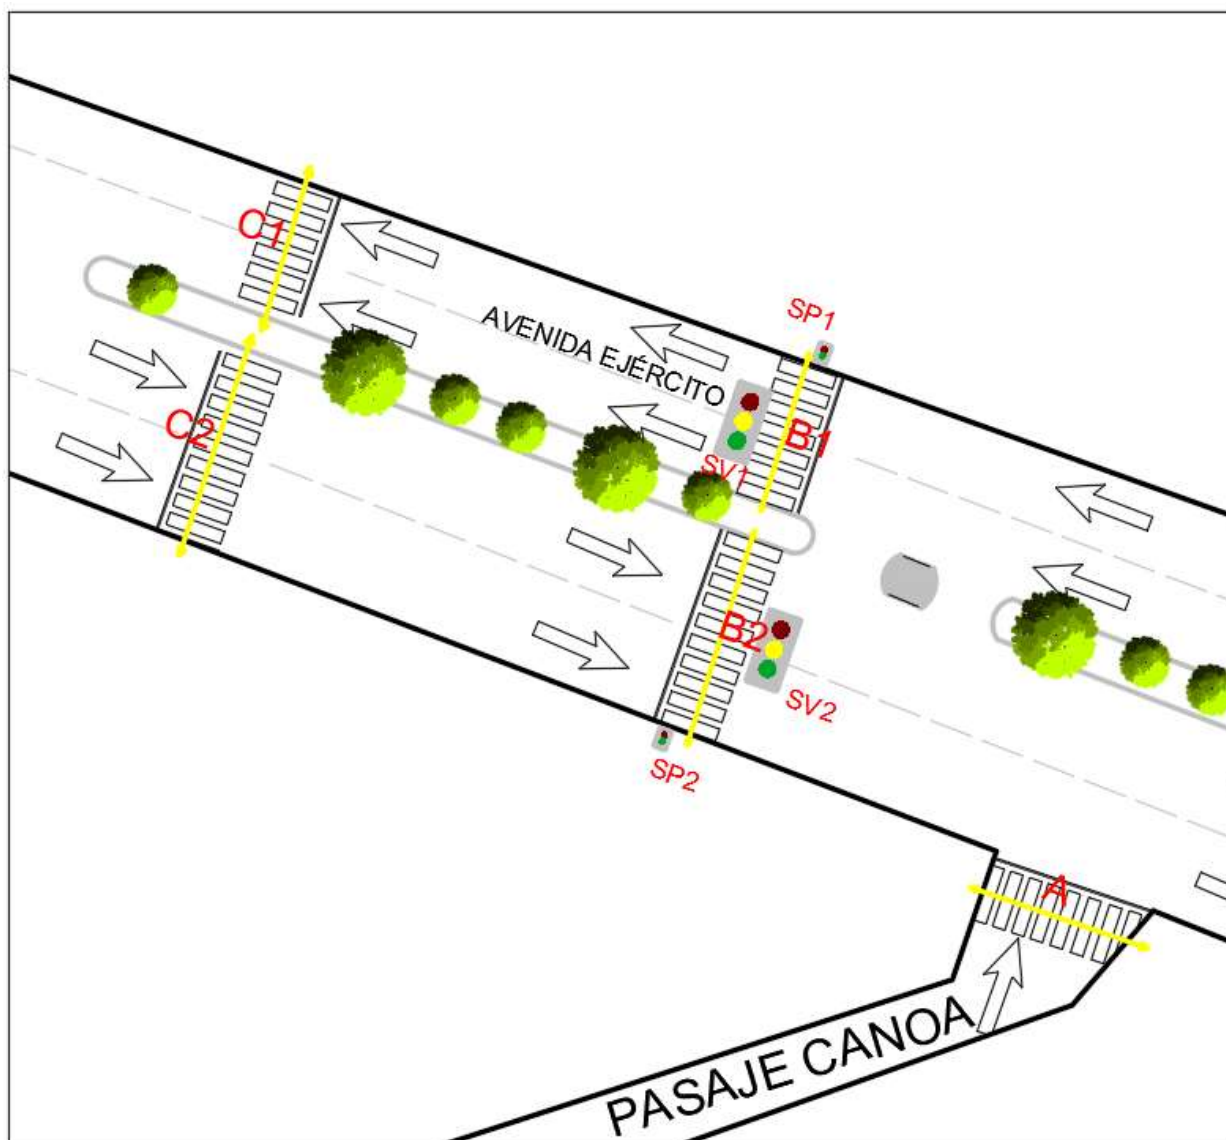 SP1
C1
AVENIDA EJÉRCITO
C2
B1
SV1
B2
SV2
SP2
A
PASAJE CANOA